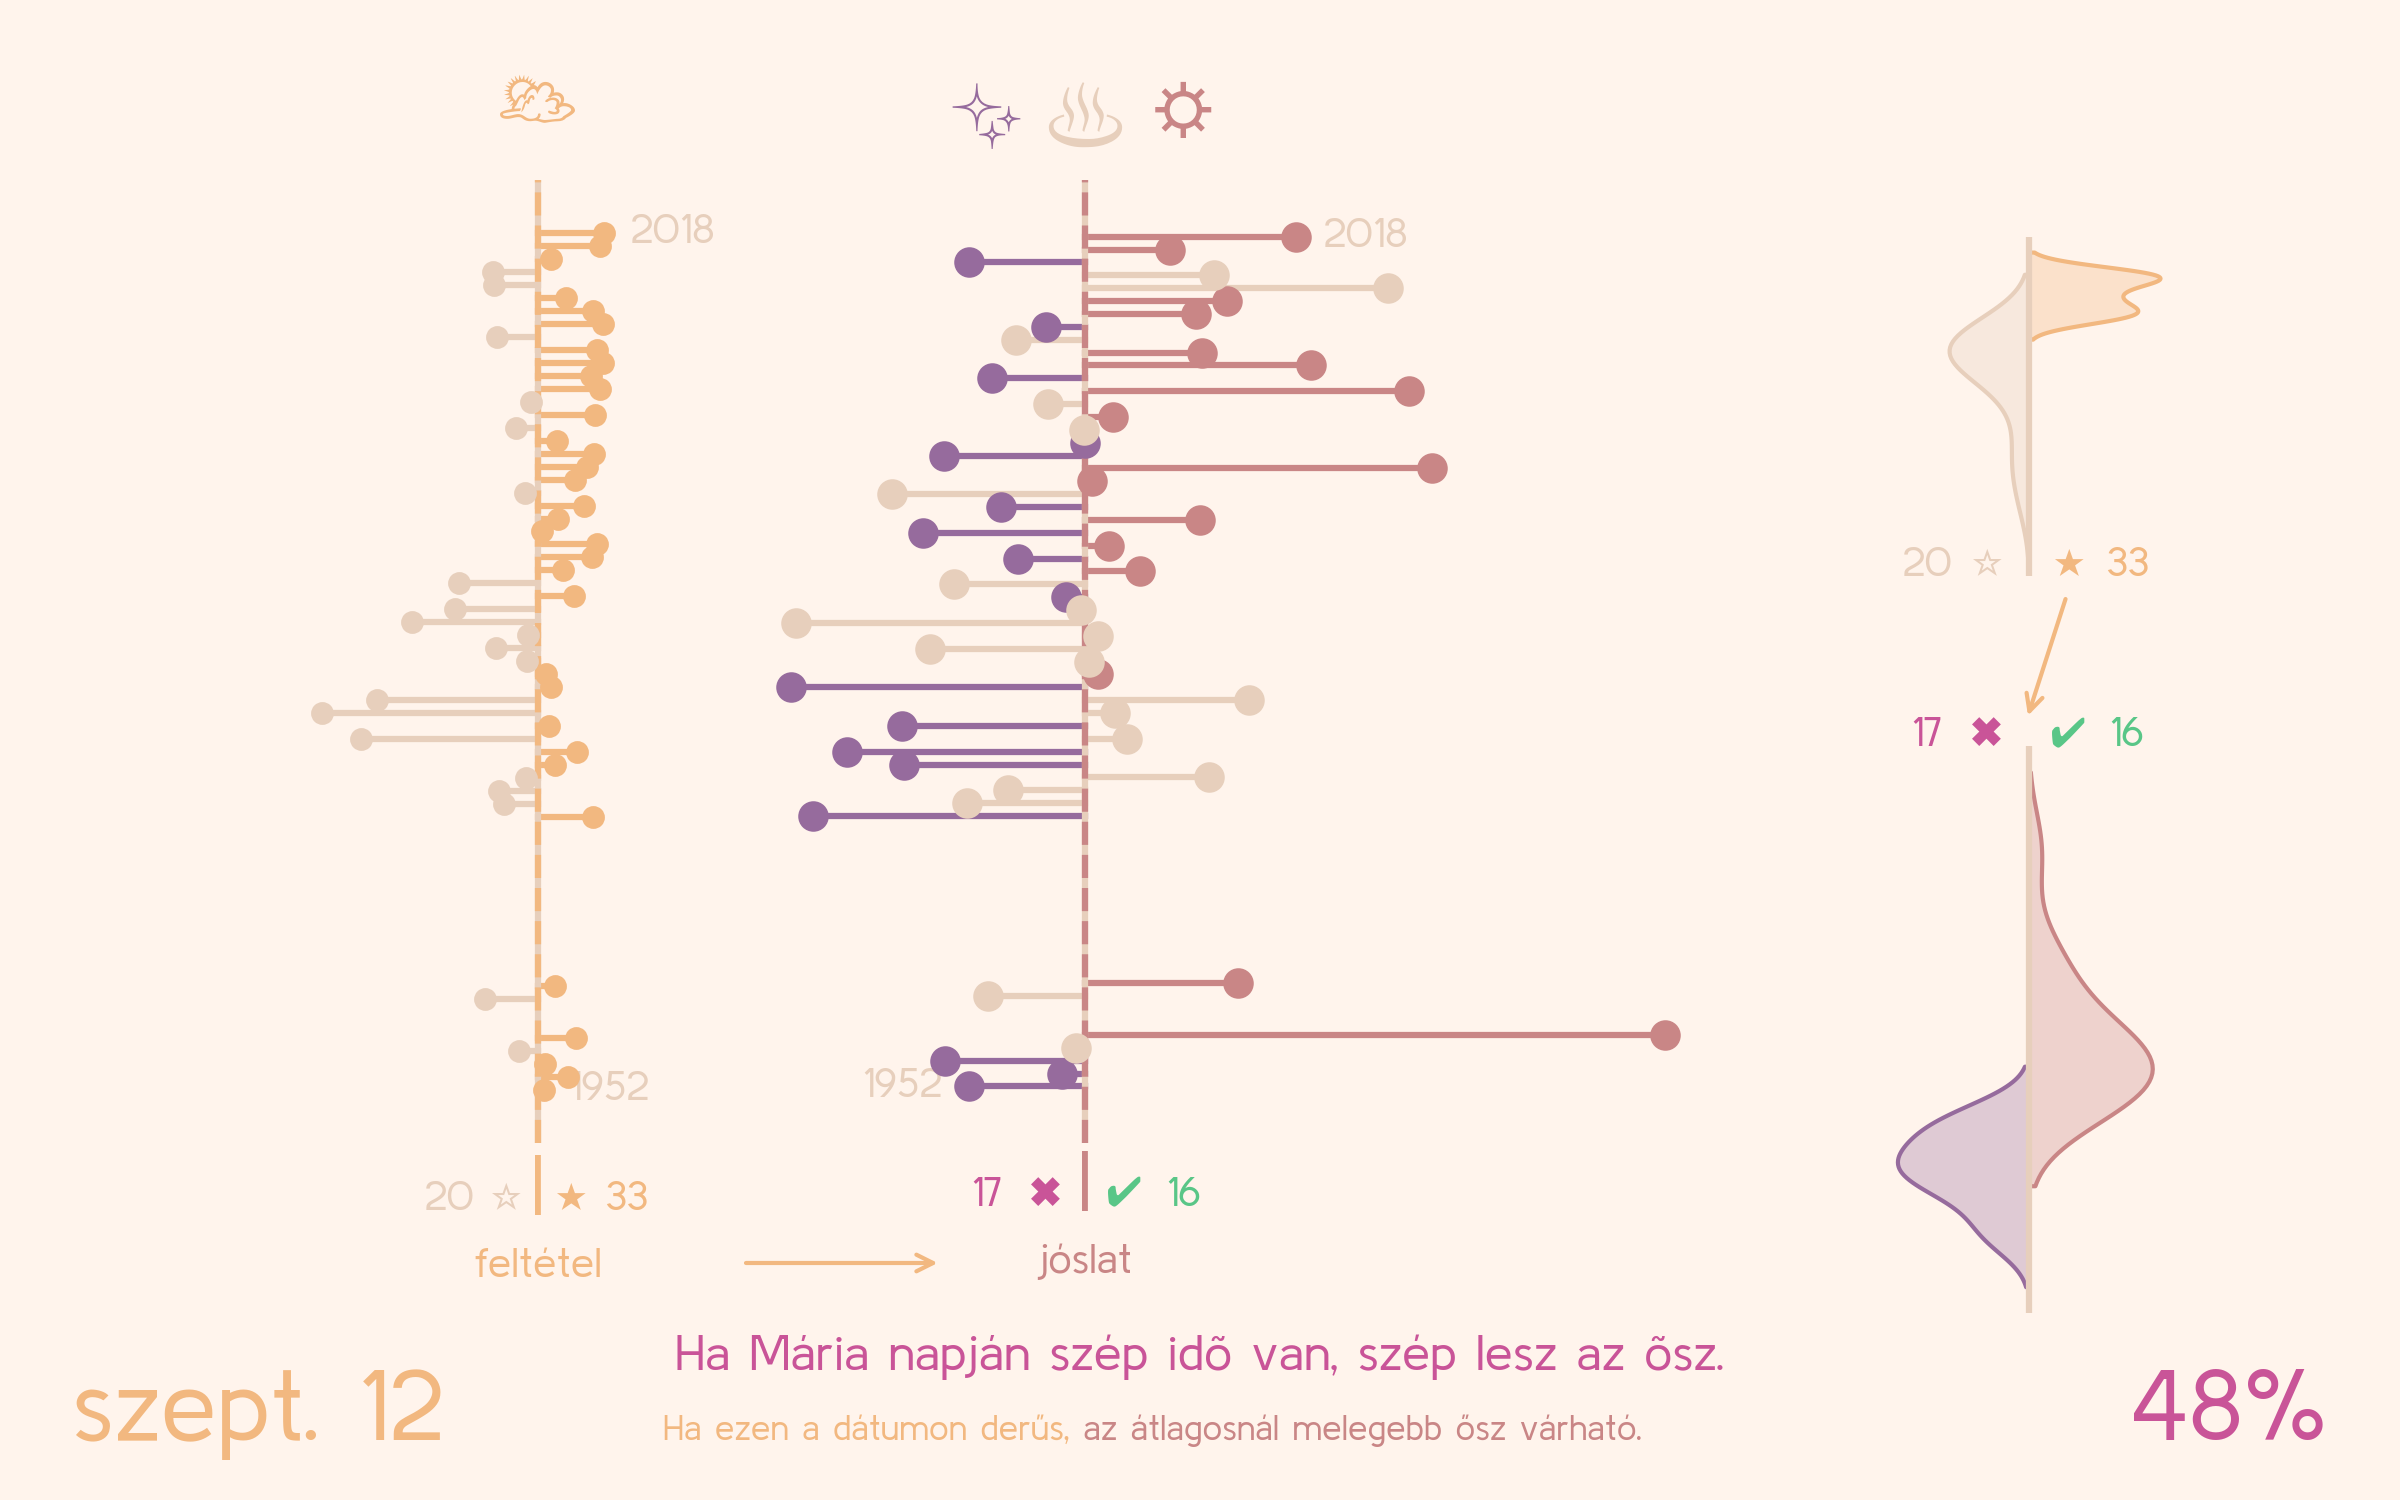 2018
2018
20 ☆ ★ 33
17 ✖ ✔ 16
1952
1952
20 ☆ ★ 33
17 ✖ ✔ 16
feltétel
jóslat
Ha Mária napján szép idõ van, szép lesz az õsz.
szept. 12
48%
Ha ezen a dátumon derűs, az átlagosnál melegebb ősz várható.